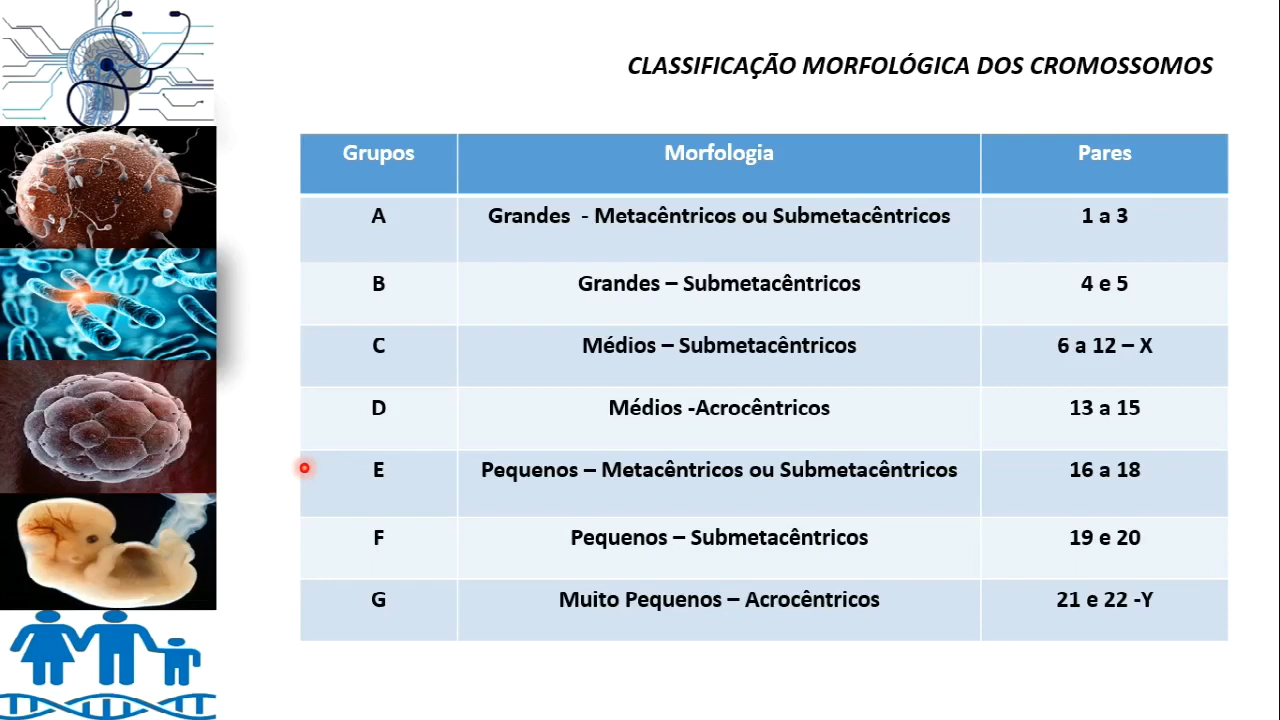 CLASSIFICAÇÃO MORFOLÓGICA DOS CROMOSSOMOS
Grupos Morfologia Pares
A Grandes - Metacêntricos ou Submetacêntricos 1 a 3
B Grandes – Submetacêntricos 4 e 5
C Médios – Submetacêntricos 6 a 12 – X
D Médios -Acrocêntricos 13 a 15
E Pequenos – Metacêntricos ou Submetacêntricos 16 a 18
F Pequenos – Submetacêntricos 19 e 20
G Muito Pequenos – Acrocêntricos 21 e 22 -Y